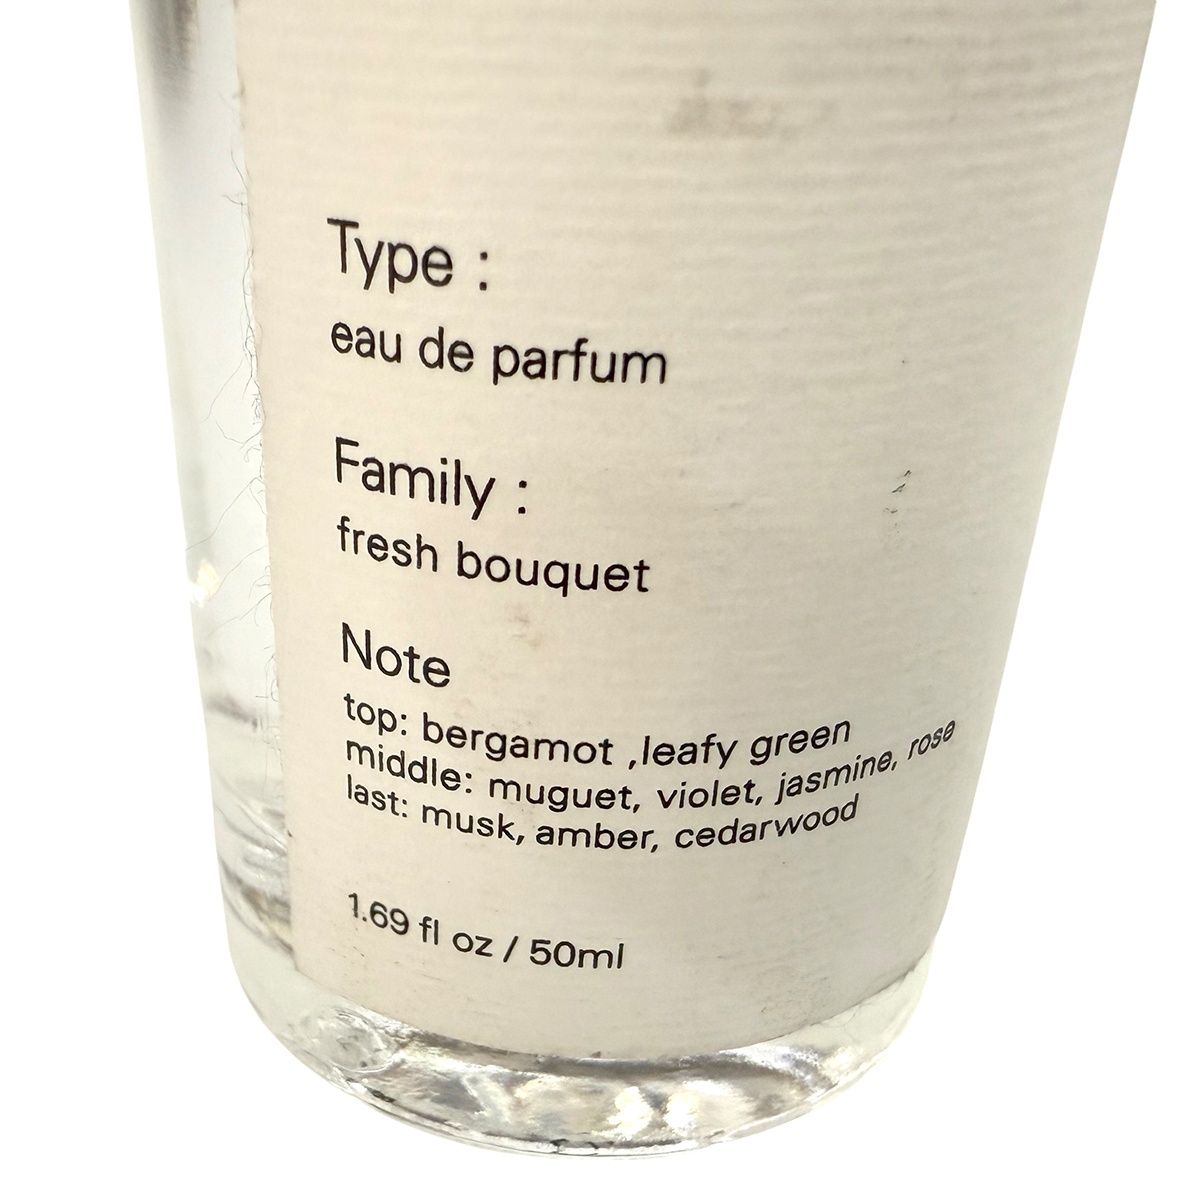 Type :
eau de parfum
Family :
fresh bouquet
Note
top: bergamot ,leafy green
middle: muguet, violet, jasmine, rose
last: musk, amber, cedarwood
1.69 fl oz / 50ml